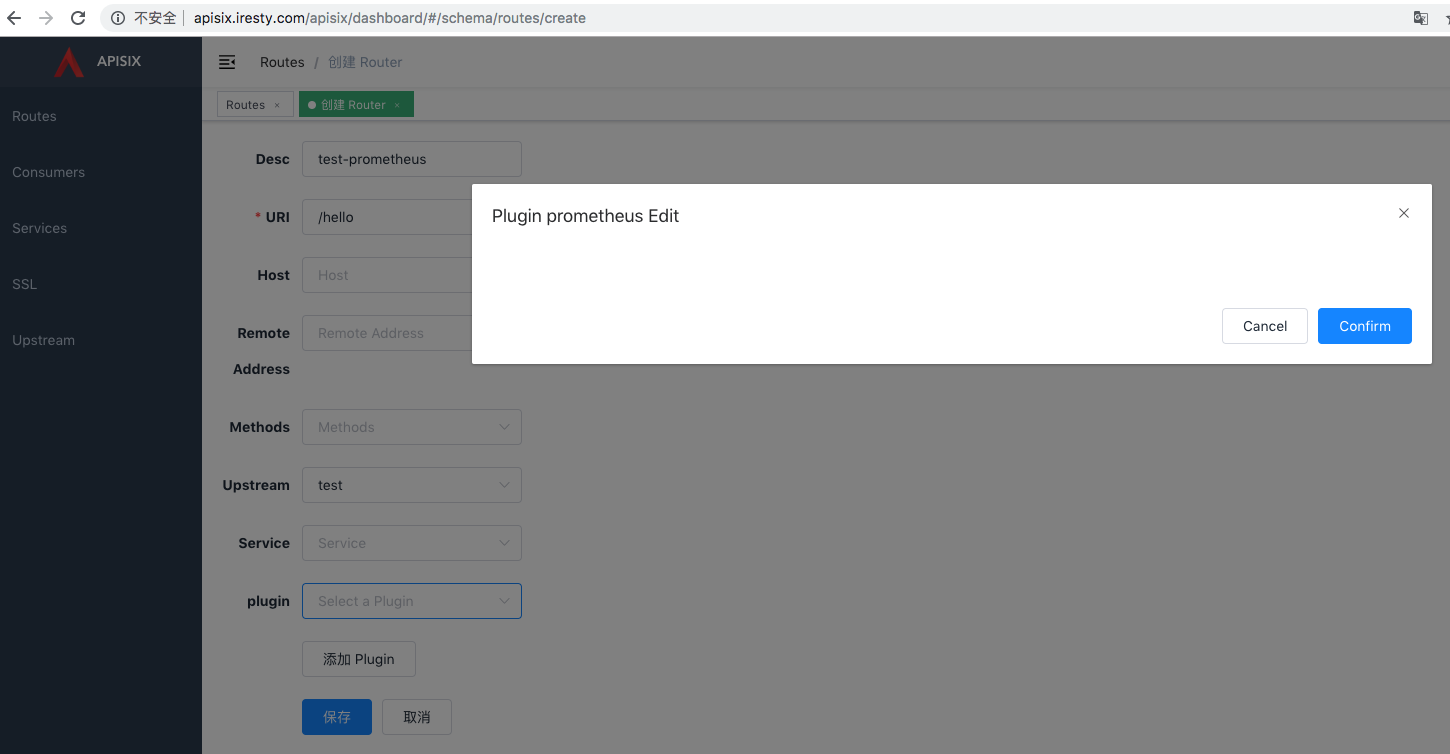 不安全 apisix.iresty.com/apisix/dashboard/#/schema/routes/create
APISIX
Routes / 创建 Router
Routes ×
创建 Router ×
Routes
Consumers
Services
SSL
Upstream
Desc test-prometheus
* URI /hello
Host Host
Remote Address Remote Address
Methods Methods
Upstream test
Service Service
plugin Select a Plugin
添加 Plugin
保存 取消
Plugin prometheus Edit
Cancel Confirm